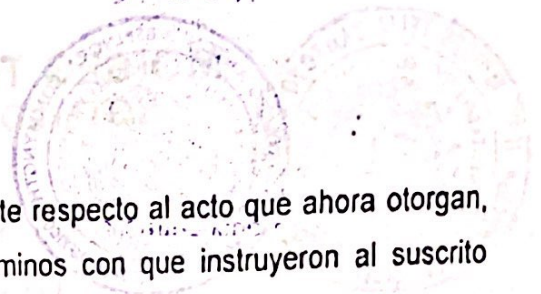 te respecto al acto que ahora otorgan,
minos con que instruyeron al suscrito